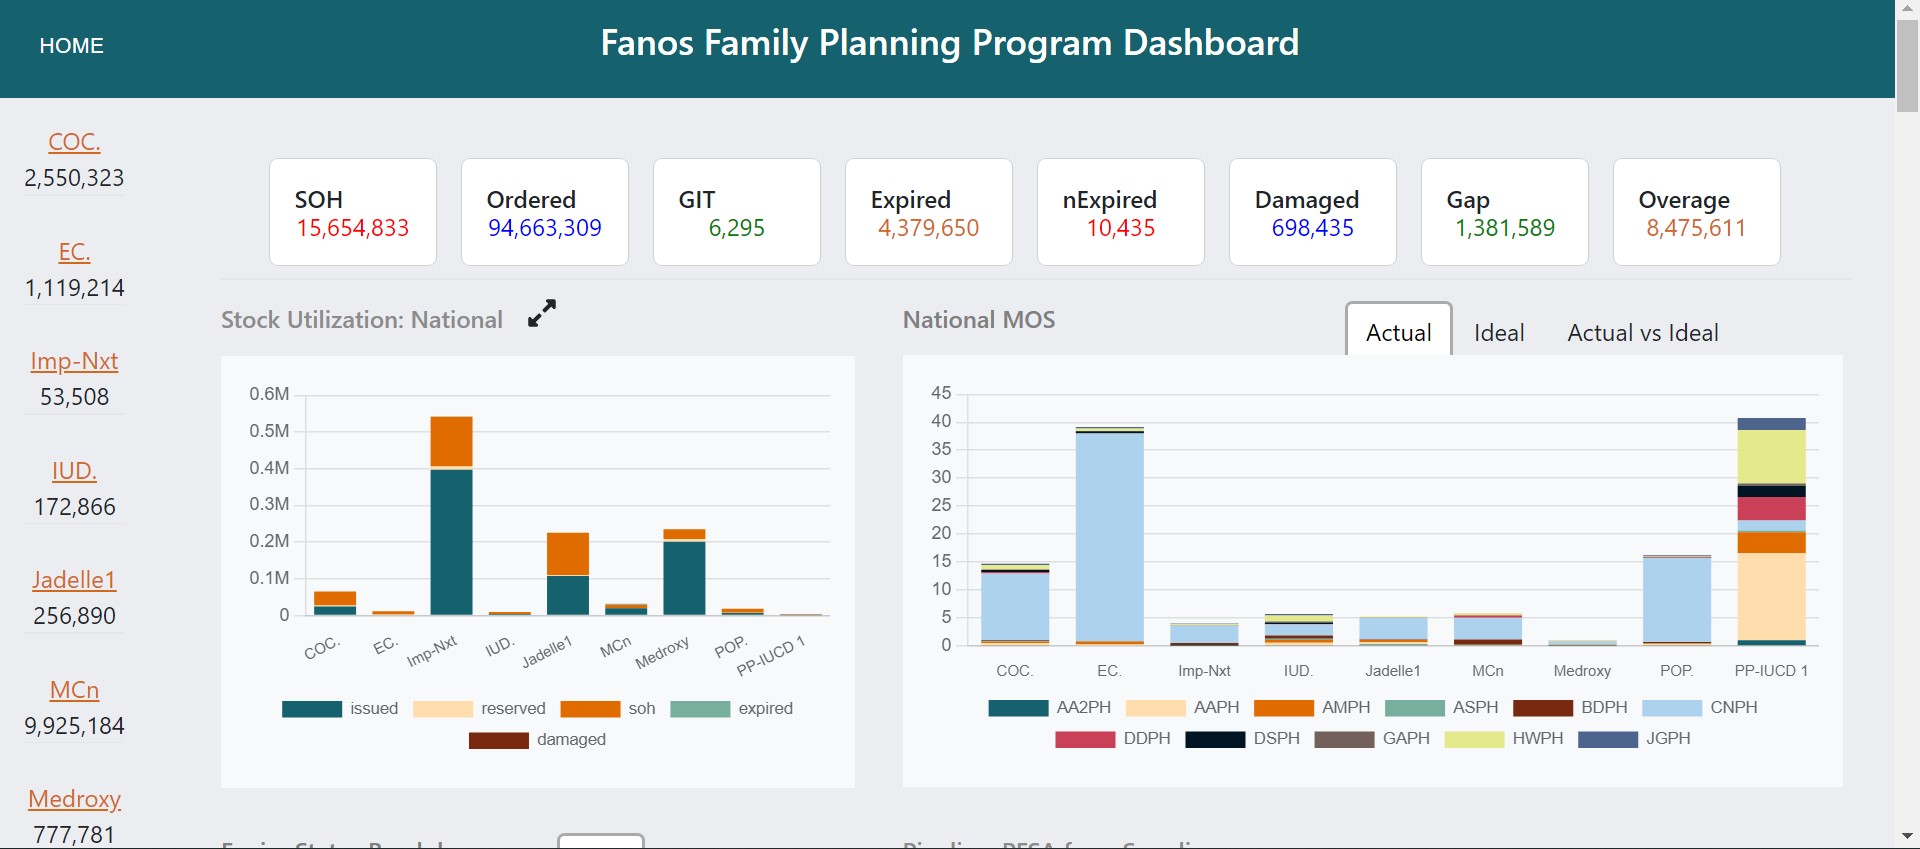 HOME
Fanos Family Planning Program Dashboard
COC.
2,550,323
EC.
1,119,214
Imp-Nxt
53,508
IUD.
172,866
Jadelle1
256,890
MCn
9,925,184
Medroxy
777,781
SOH
15,654,833
Ordered
94,663,309
GIT
6,295
Expired
4,379,650
nExpired
10,435
Damaged
698,435
Gap
1,381,589
Overage
8,475,611
Stock Utilization: National
0.6M
0.5M
0.4M
0.3M
0.2M
0.1M
0
COC. EC. Imp-Nxt IUD. Jadelle1 MCn Medroxy POP. PP-IUCD 1
issued reserved soh expired
damaged
National MOS
Actual Ideal Actual vs Ideal
45
40
35
30
25
20
15
10
5
0
COC. EC. Imp-Nxt IUD. Jadelle1 MCn Medroxy POP. PP-IUCD 1
AA2PH AAPH AMPH ASPH BDPH CNPH
DDPH DSPH GAPH HWPH JGPH